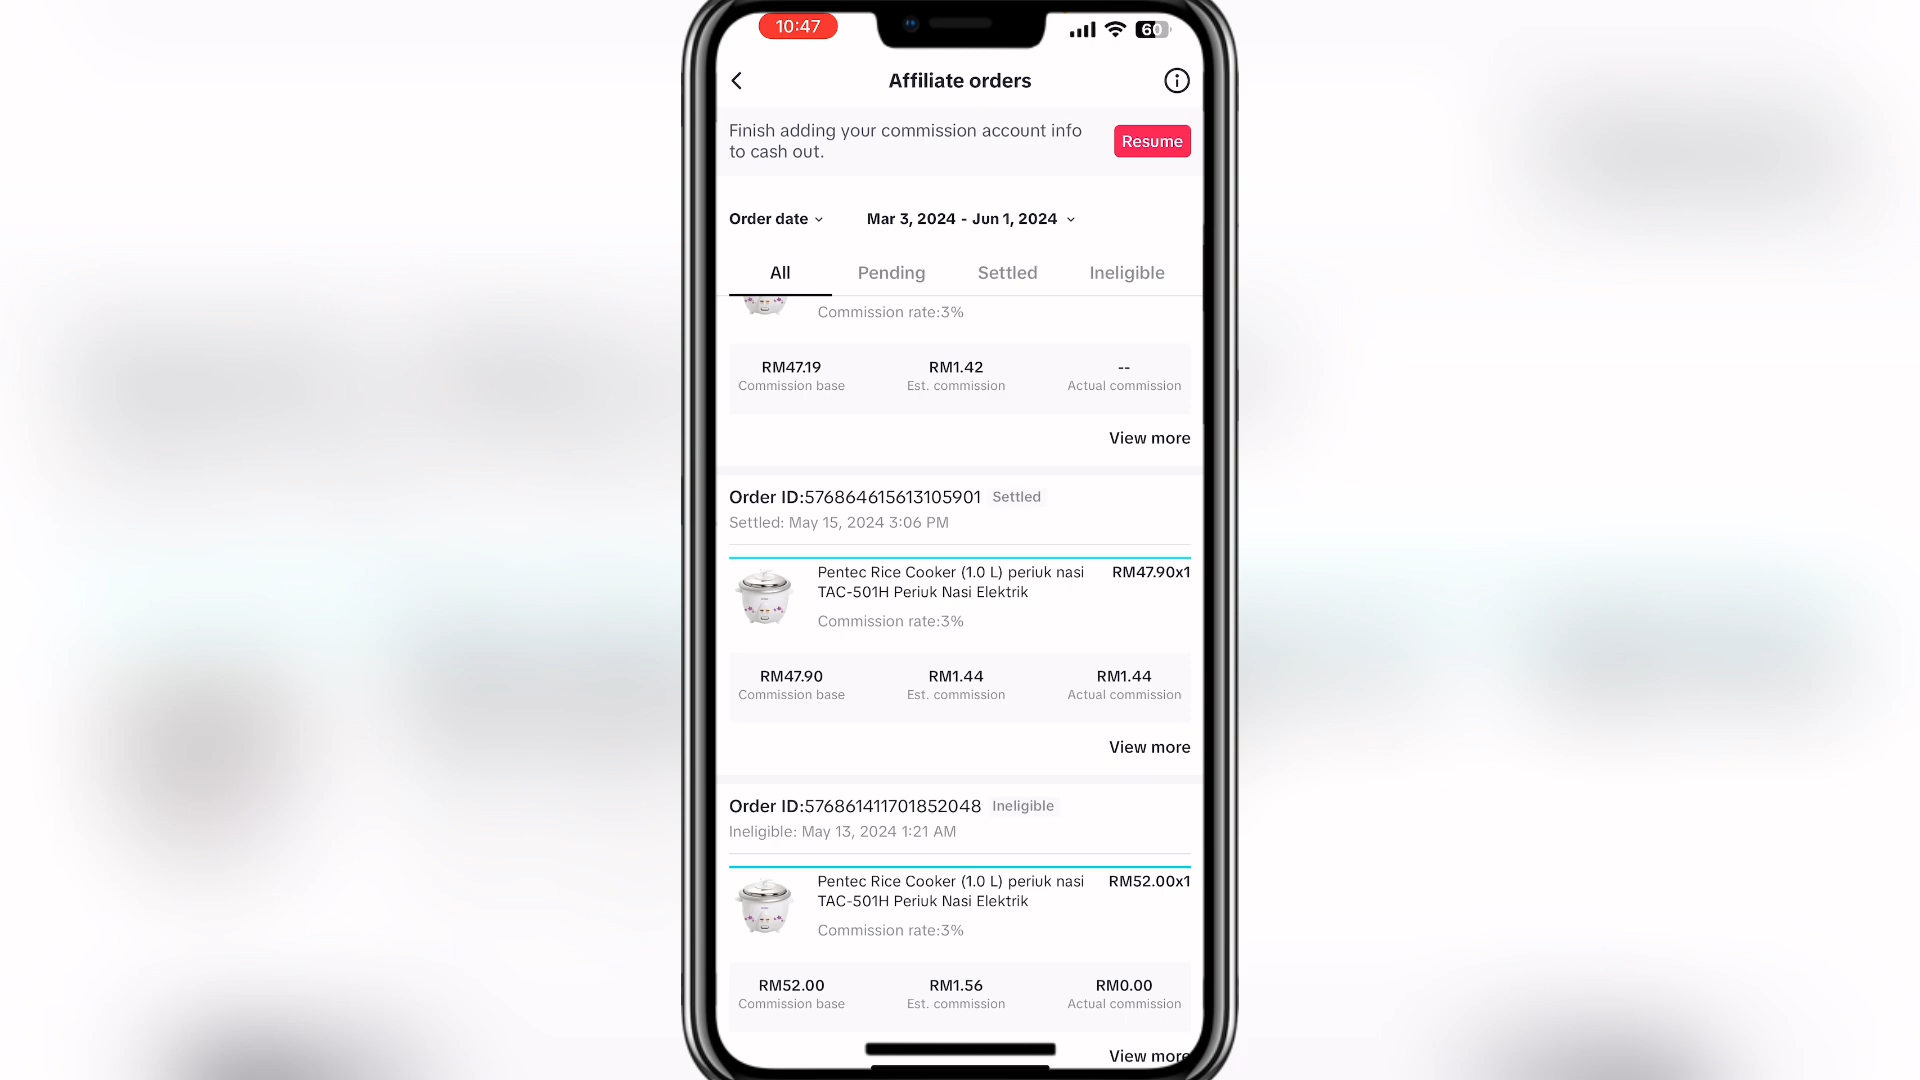 10:47
60
Affiliate orders
Finish adding your commission account info
to cash out.
Resume
Order date
Mar 3, 2024 - Jun 1, 2024
All
Pending
Settled
Ineligible
Commission rate:3%
RM47.19
RM1.42
--
Commission base
Est. commission
Actual commission
View more
Order ID:576864615613105901 Settled
Settled: May 15, 2024 3:06 PM
Pentec Rice Cooker (1.0 L) periuk nasi
RM47.90x1
TAC-501H Periuk Nasi Elektrik
Commission rate:3%
RM47.90
RM1.44
RM1.44
Commission base
Est. commission
Actual commission
View more
Order ID:576861411701852048 Ineligible
Ineligible: May 13, 2024 1:21 AM
Pentec Rice Cooker (1.0 L) periuk nasi
RM52.00x1
TAC-501H Periuk Nasi Elektrik
Commission rate:3%
RM52.00
RM1.56
RM0.00
Commission base
Est. commission
Actual commission
View more